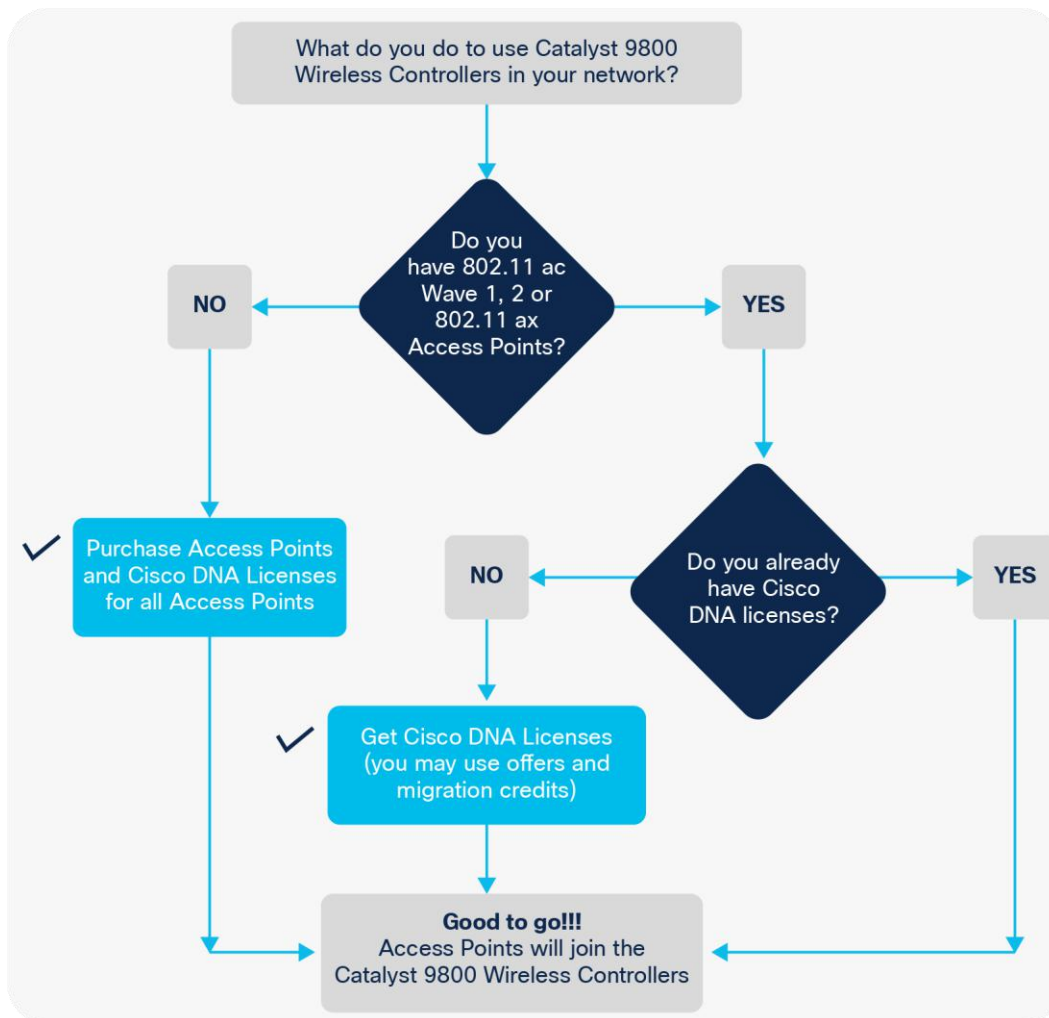 What do you do to use Catalyst 9800
Wireless Controllers in your network?
Do you
have 802.11 ac
Wave 1, 2 or
802.11 ax
Access Points?
NO
YES
Purchase Access Points
and Cisco DNA Licenses
for all Access Points
NO
Do you already
have Cisco
DNA licenses?
YES
Get Cisco DNA Licenses
(you may use offers and
migration credits)
Good to go!!!
Access Points will join the
Catalyst 9800 Wireless Controllers